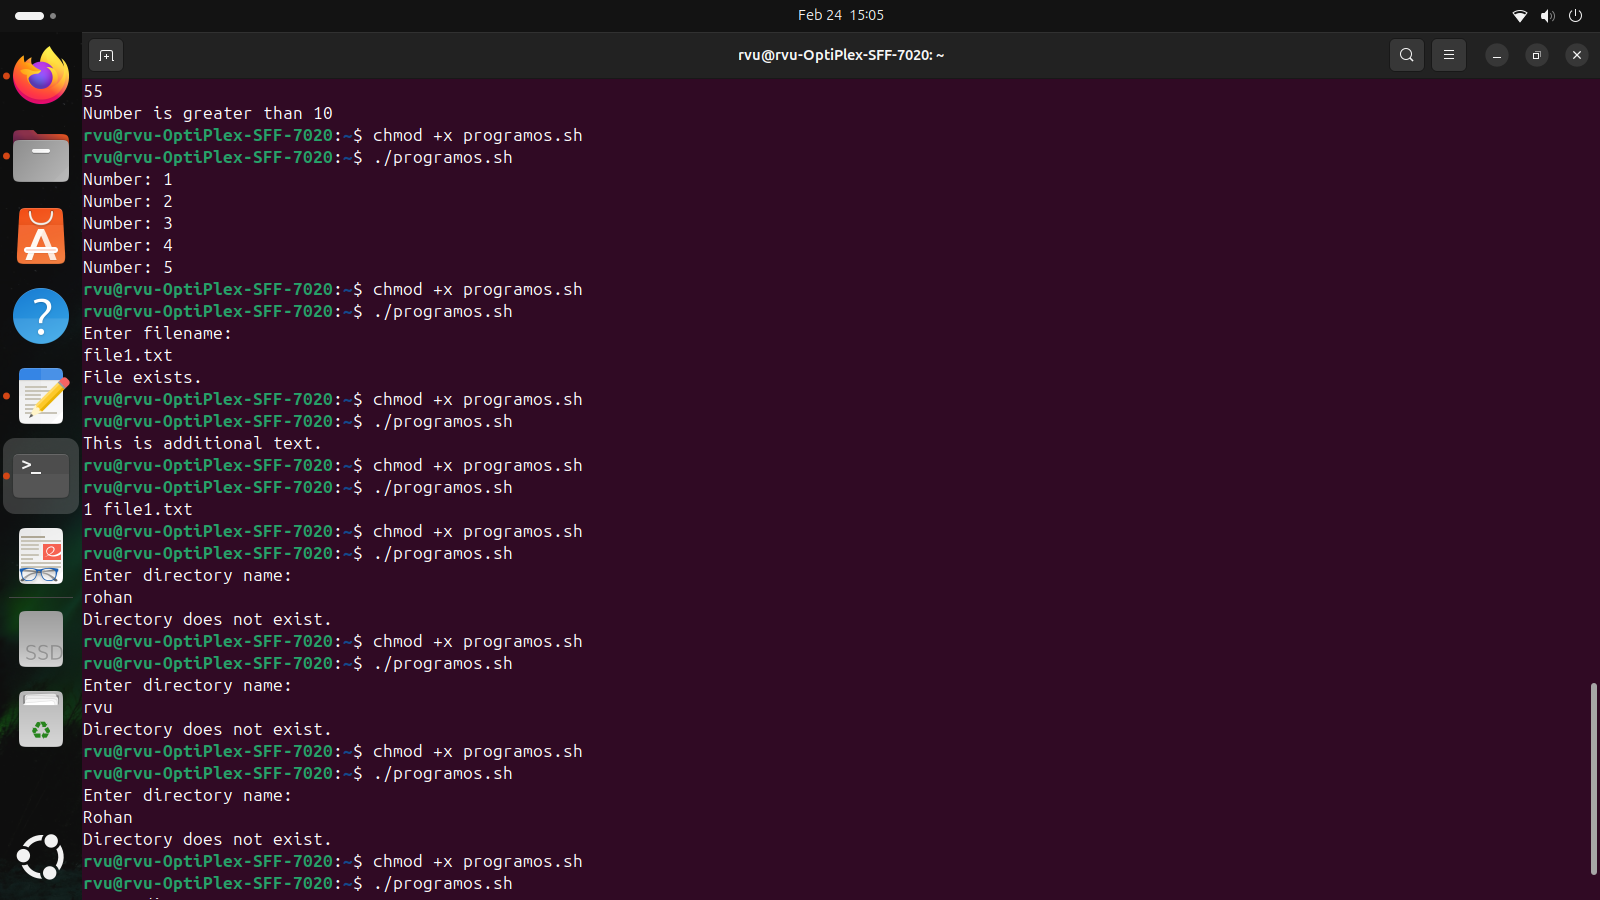 Feb 24 15:05
rvu@rvu-OptiPlex-SFF-7020: ~
55
Number is greater than 10
rvu@rvu-OptiPlex-SFF-7020:~$ chmod +x programos.sh
rvu@rvu-OptiPlex-SFF-7020:~$ ./programos.sh
Number: 1
Number: 2
Number: 3
Number: 4
Number: 5
rvu@rvu-OptiPlex-SFF-7020:~$ chmod +x programos.sh
rvu@rvu-OptiPlex-SFF-7020:~$ ./programos.sh
Enter filename:
file1.txt
File exists.
rvu@rvu-OptiPlex-SFF-7020:~$ chmod +x programos.sh
rvu@rvu-OptiPlex-SFF-7020:~$ ./programos.sh
This is additional text.
rvu@rvu-OptiPlex-SFF-7020:~$ chmod +x programos.sh
rvu@rvu-OptiPlex-SFF-7020:~$ ./programos.sh
1 file1.txt
rvu@rvu-OptiPlex-SFF-7020:~$ chmod +x programos.sh
rvu@rvu-OptiPlex-SFF-7020:~$ ./programos.sh
Enter directory name:
rohan
Directory does not exist.
rvu@rvu-OptiPlex-SFF-7020:~$ chmod +x programos.sh
rvu@rvu-OptiPlex-SFF-7020:~$ ./programos.sh
Enter directory name:
rvu
Directory does not exist.
rvu@rvu-OptiPlex-SFF-7020:~$ chmod +x programos.sh
rvu@rvu-OptiPlex-SFF-7020:~$ ./programos.sh
Enter directory name:
Rohan
Directory does not exist.
rvu@rvu-OptiPlex-SFF-7020:~$ chmod +x programos.sh
rvu@rvu-OptiPlex-SFF-7020:~$ ./programos.sh
SSD